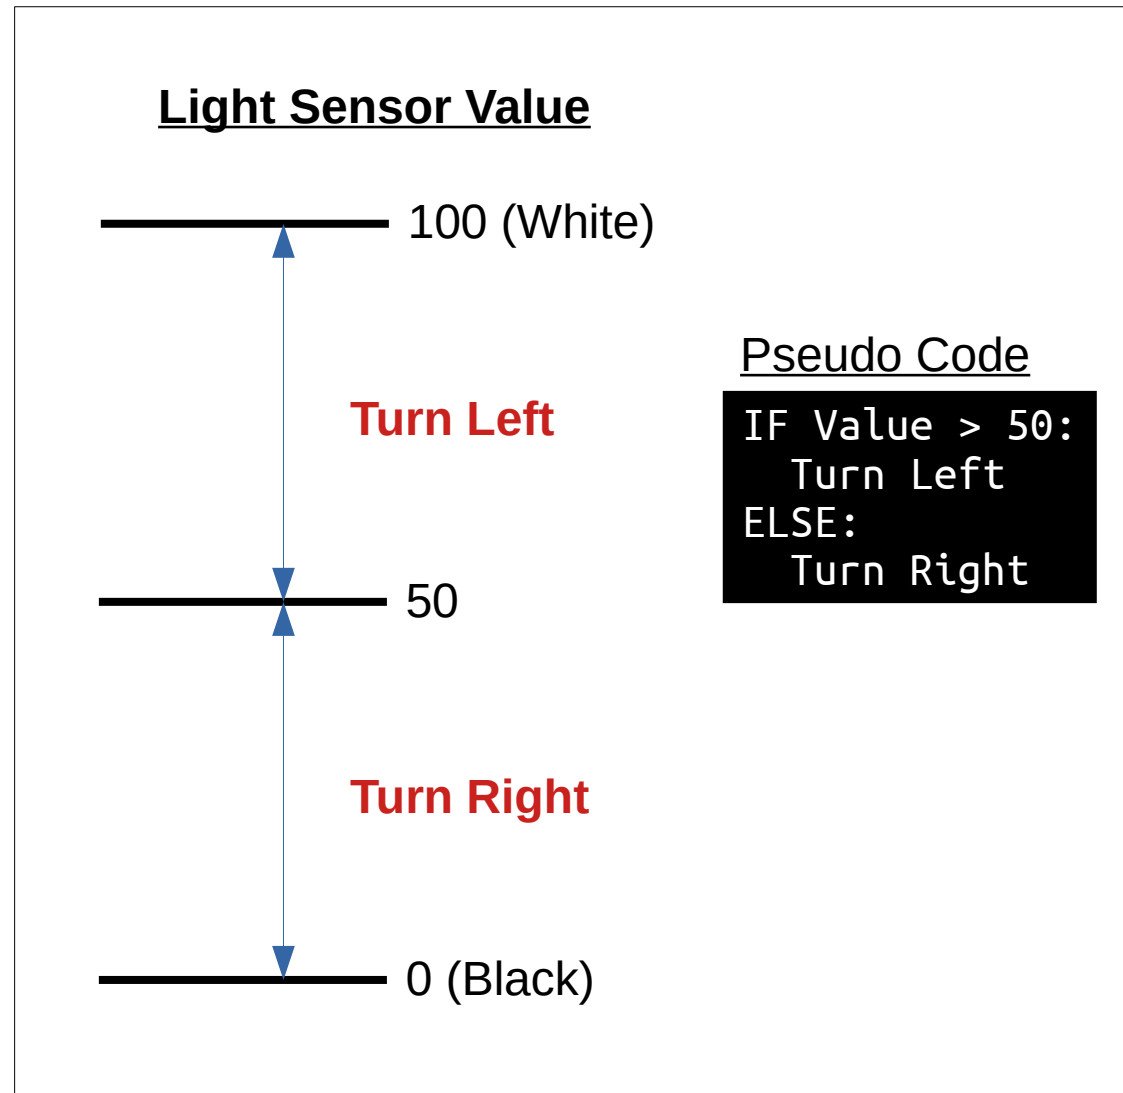 Light Sensor Value
100 (White)
Turn Left
50
Turn Right
0 (Black)
Pseudo Code
IF Value > 50:
  Turn Left
ELSE:
  Turn Right